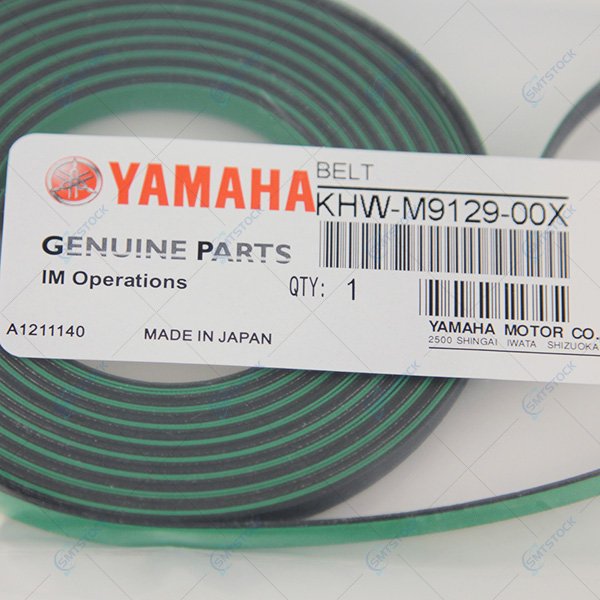 YAMAHA
GENUINE PARTS
IM Operations
A1211140
MADE IN JAPAN
BELT
KHW-M9129-00X
QTY: 1
YAMAHA MOTOR CO.,
2500 SHINGAI IWATA SHIZUOKA
SMTSTOCK